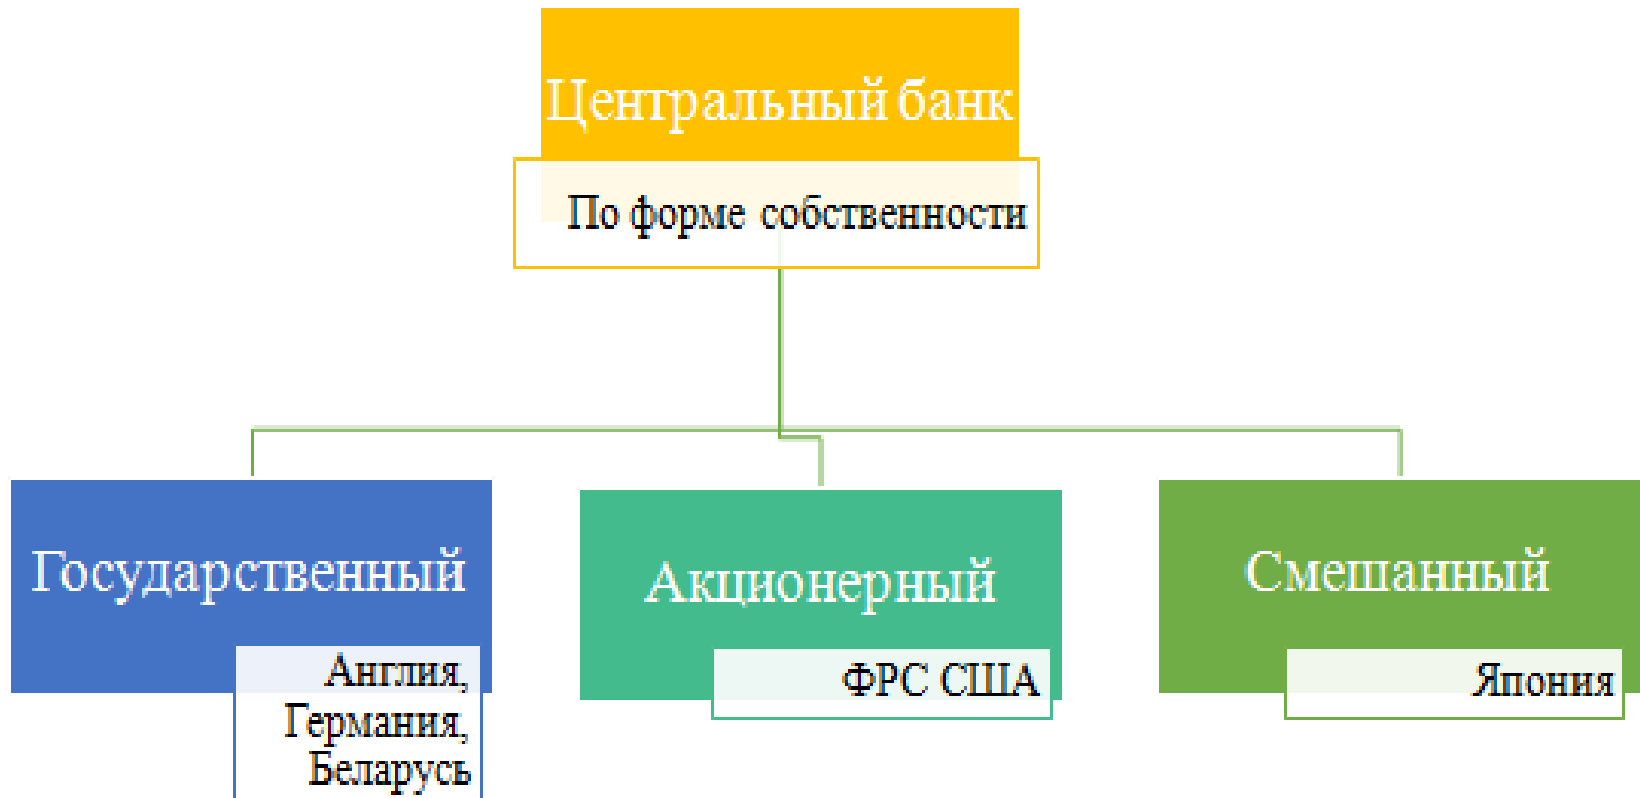 Центральный банк
По форме собственности
Государственный
Англия,
Германия,
Беларусь
Акционерный
ФРС США
Смешанный
Япония